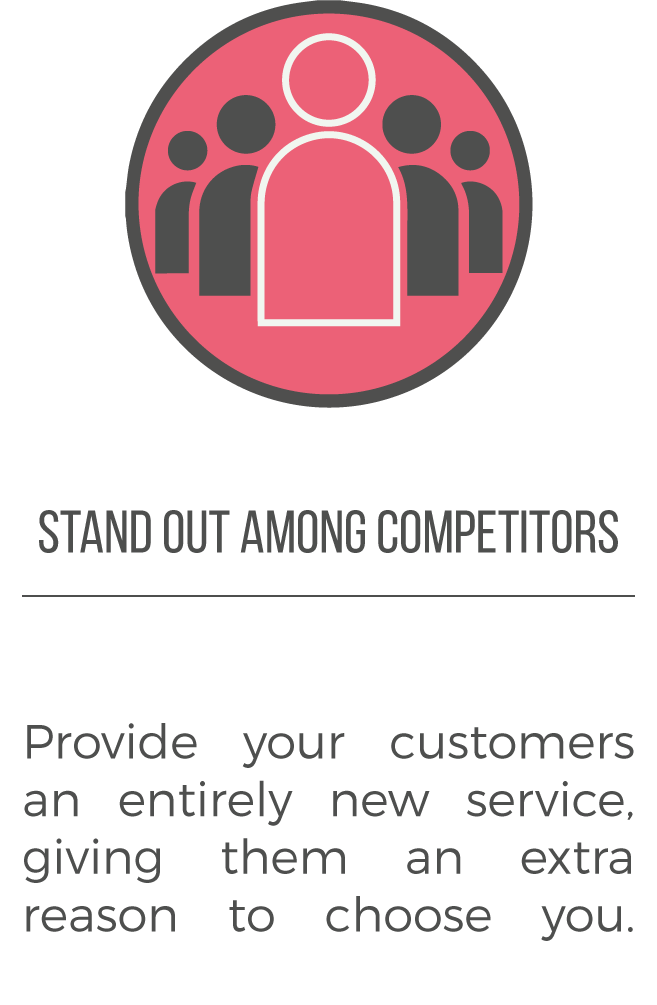 STAND OUT AMONG COMPETITORS
Provide your customers
an entirely new service,
giving them an extra
reason to choose you.